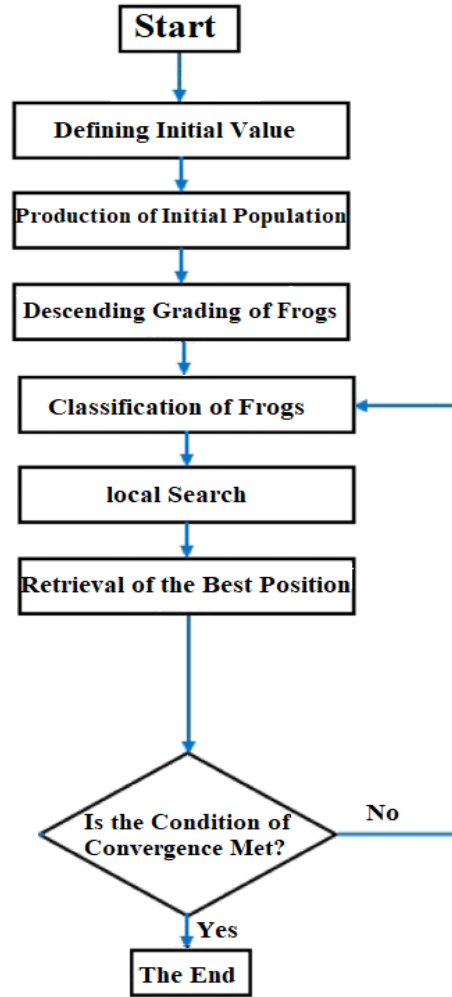 Start
Defining Initial Value
Production of Initial Population
Descending Grading of Frogs
Classification of Frogs
local Search
Retrieval of the Best Position
Is the Condition of
Convergence Met?
No
Yes
The End